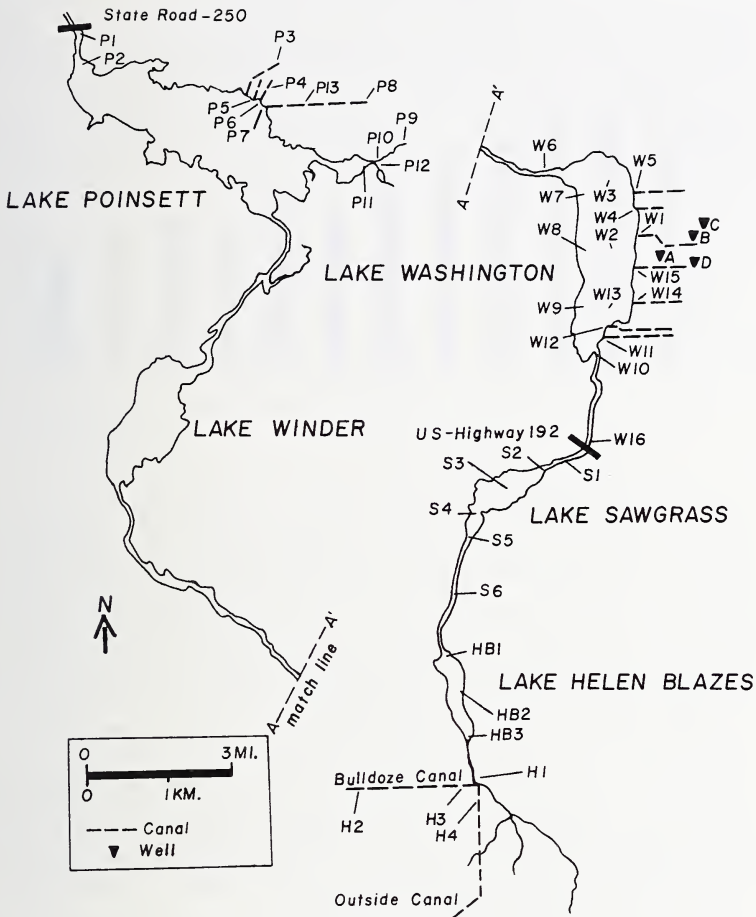 State Road-250
P1
P2
P3
P4
P13
P8
P5
P6
P7
P9
P10
P12
P11
LAKE POINSETT
LAKE WASHINGTON
LAKE WINDER
N
A'
A
match line
A'
A
W6
W5
W7
W3
W4
W1
W8
W2
C
B
A
D
W15
W9
W13
W14
W12
W11
W10
US-Highway 192
W16
S2
S1
S3
S4
LAKE SAWGRASS
S5
S6
HB1
LAKE HELEN BLAZES
HB2
HB3
H1
Bulldoze Canal
H2
H3
H4
Outside Canal
0 3 MI.
0 1 KM.
Canal
Well